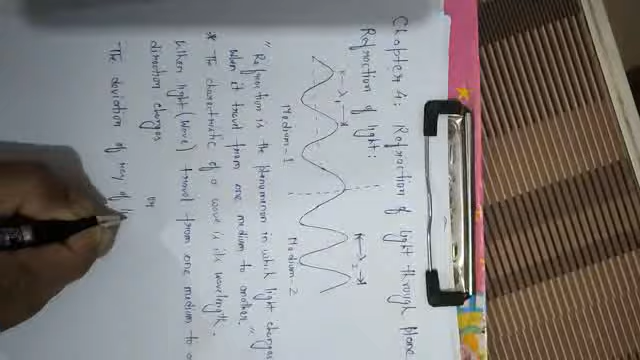 Chapter 4: Refraction of light through plane
Refraction of light:
λ1
λ2
Medium-1
Medium-2
"Refraction is the phenomenon in which light changes
when it travel from one medium to another."
* The characteristic of a wave is its wavelength.
When light (wave) travel from one medium to
direction changes
The deviation of ray of